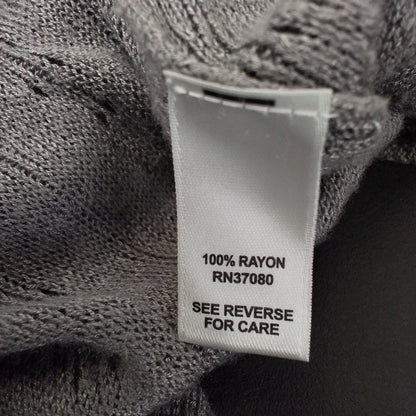 100% RAYON
RN37080
SEE REVERSE
FOR CARE